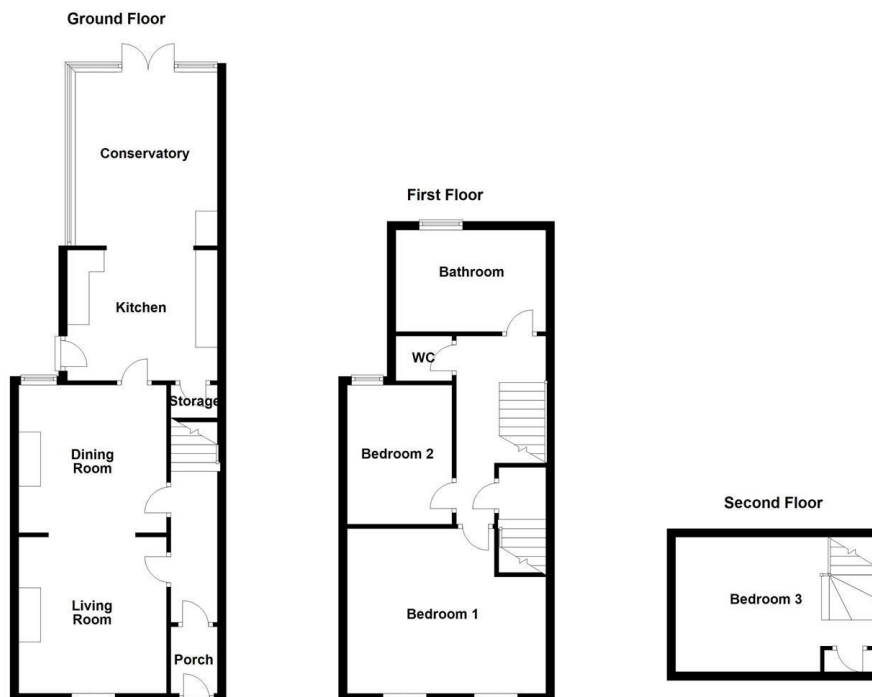 Ground Floor
Conservatory
Kitchen
Storage
Dining
Room
Living
Room
Porch
First Floor
Bathroom
WC
Bedroom 2
Bedroom 1
Second Floor
Bedroom 3